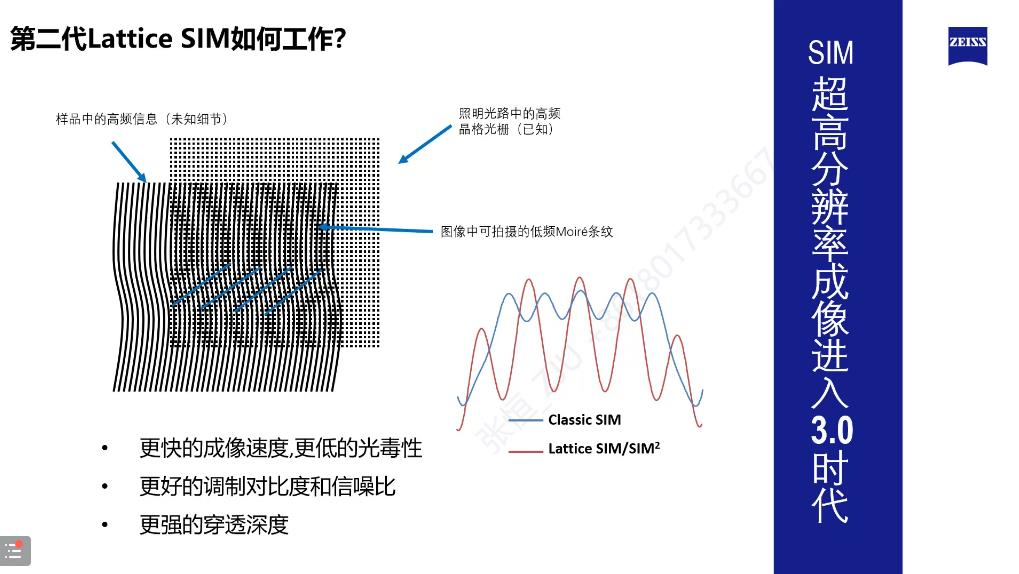 第二代Lattice SIM如何工作?
样品中的高频信息（未知细节）
照明光路中的高频
晶格光栅（已知）
图像中可拍摄的低频Moiré条纹
Classic SIM
Lattice SIM/SIM²
• 更快的成像速度,更低的光毒性
• 更好的调制对比度和信噪比
• 更强的穿透深度
SIM
超高分辨率成像进入3.0时代
ZEISS